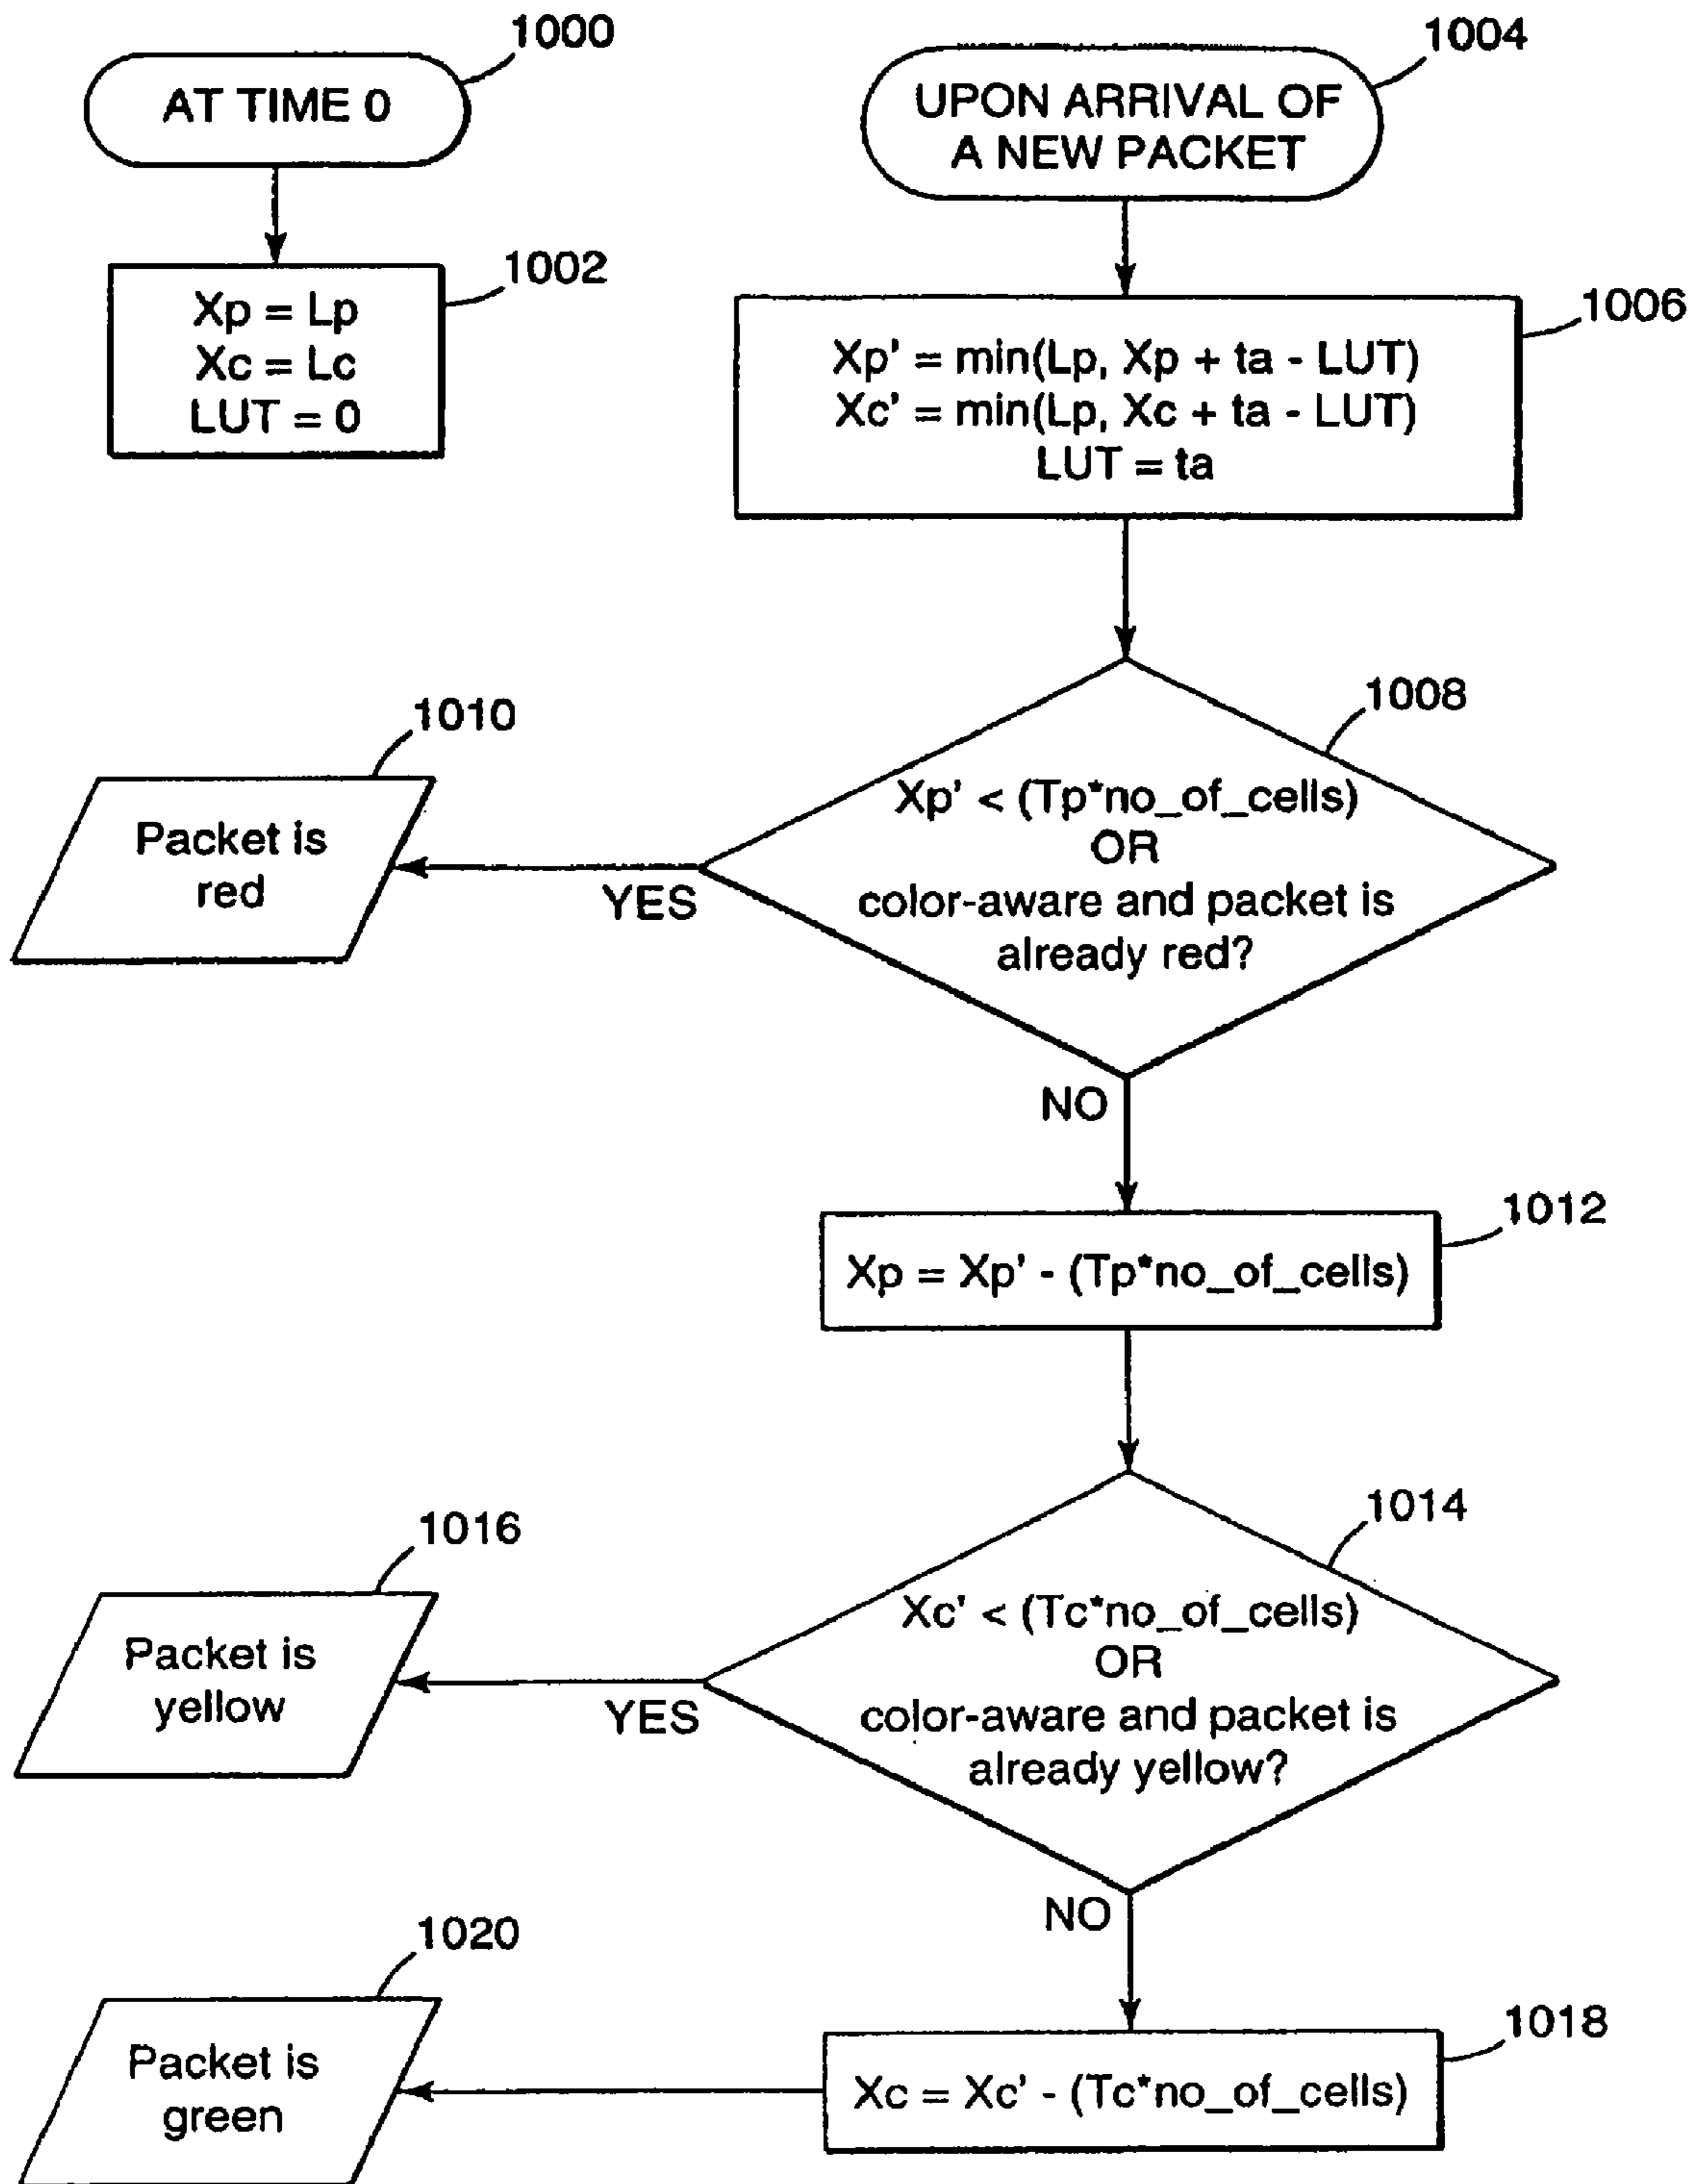 1000
AT TIME 0
1002
Xp = Lp
Xc = Lc
LUT = 0
1004
UPON ARRIVAL OF
A NEW PACKET
1006
Xp' = min(Lp, Xp + ta - LUT)
Xc' = min(Lp, Xc + ta - LUT)
LUT = ta
1008
Xp' < (Tp*no_of_cells)
OR
color-aware and packet is
already red?
YES
1010
Packet is
red
NO
1012
Xp = Xp' - (Tp*no_of_cells)
1014
Xc' < (Tc*no_of_cells)
OR
color-aware and packet is
already yellow?
YES
1016
Packet is
yellow
NO
1018
Xc = Xc' - (Tc*no_of_cells)
1020
Packet is
green